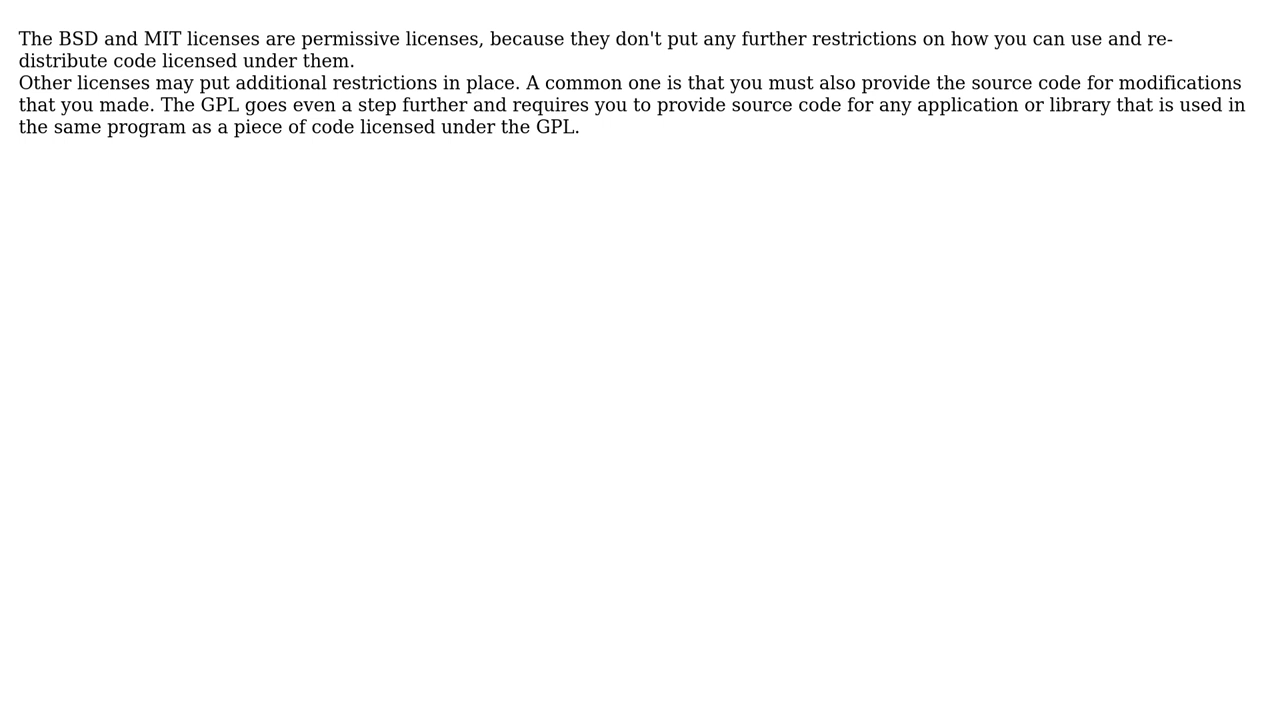 The BSD and MIT licenses are permissive licenses, because they don't put any further restrictions on how you can use and re-
distribute code licensed under them.
Other licenses may put additional restrictions in place. A common one is that you must also provide the source code for modifications
that you made. The GPL goes even a step further and requires you to provide source code for any application or library that is used in
the same program as a piece of code licensed under the GPL.